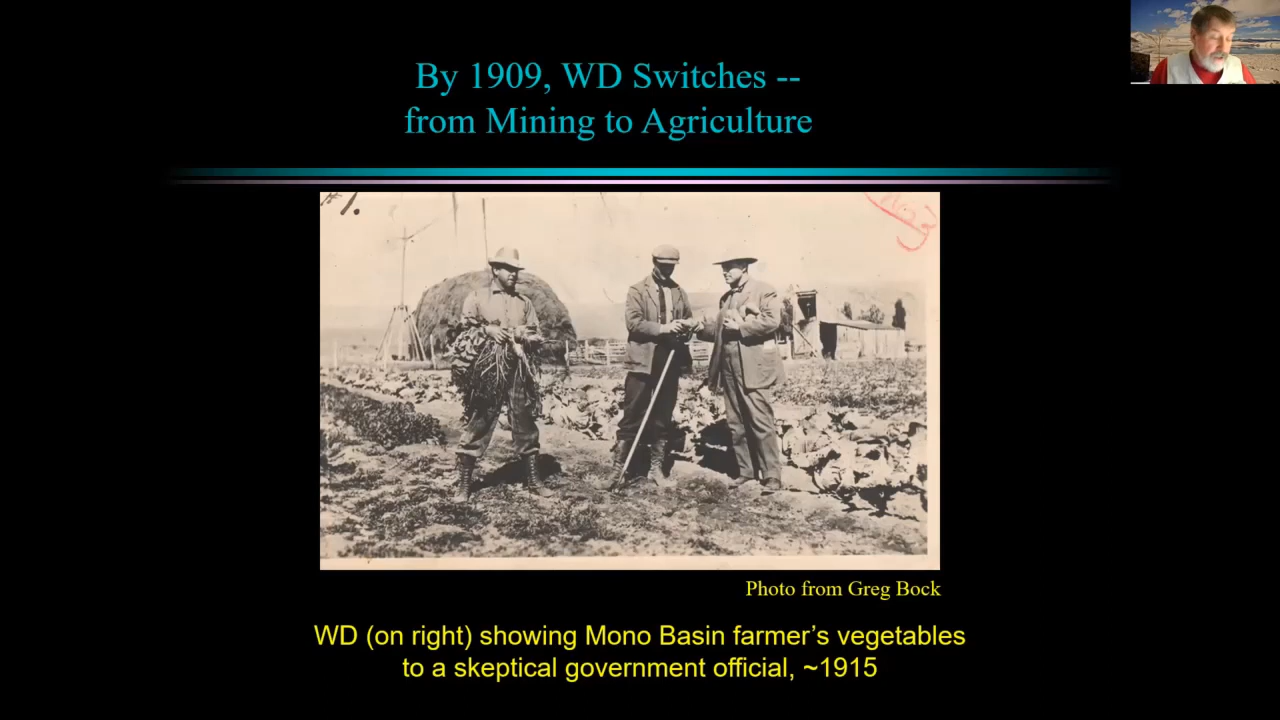 By 1909, WD Switches --
from Mining to Agriculture
Photo from Greg Bock
WD (on right) showing Mono Basin farmer’s vegetables
to a skeptical government official, ~1915